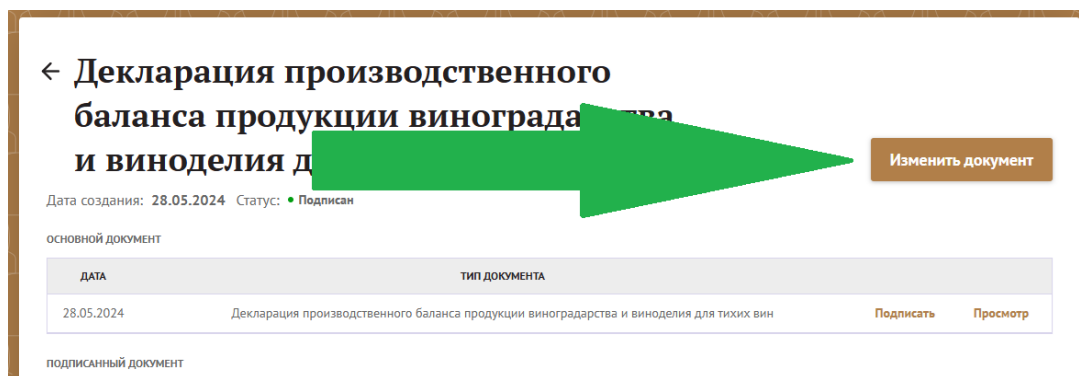 ← Декларация производственного
баланса продукции
и виноделия
Изменить документ
Дата создания: 28.05.2024 Статус: • Подписан
ОСНОВНОЙ ДОКУМЕНТ
ДАТА ТИП ДОКУМЕНТА
28.05.2024 Декларация производственного баланса продукции виноградарства и виноделия для тихих вин Подписать Просмотр
ПОДПИСАННЫЙ ДОКУМЕНТ